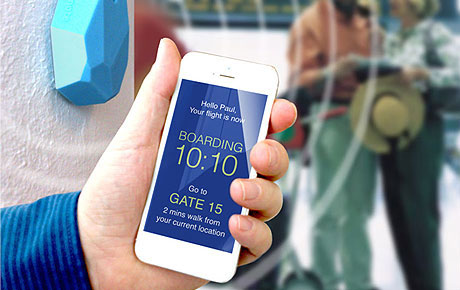 Hello Paul,
Your flight is now
BOARDING
10:10
Go to
GATE 15
2 mins walk from
your current location